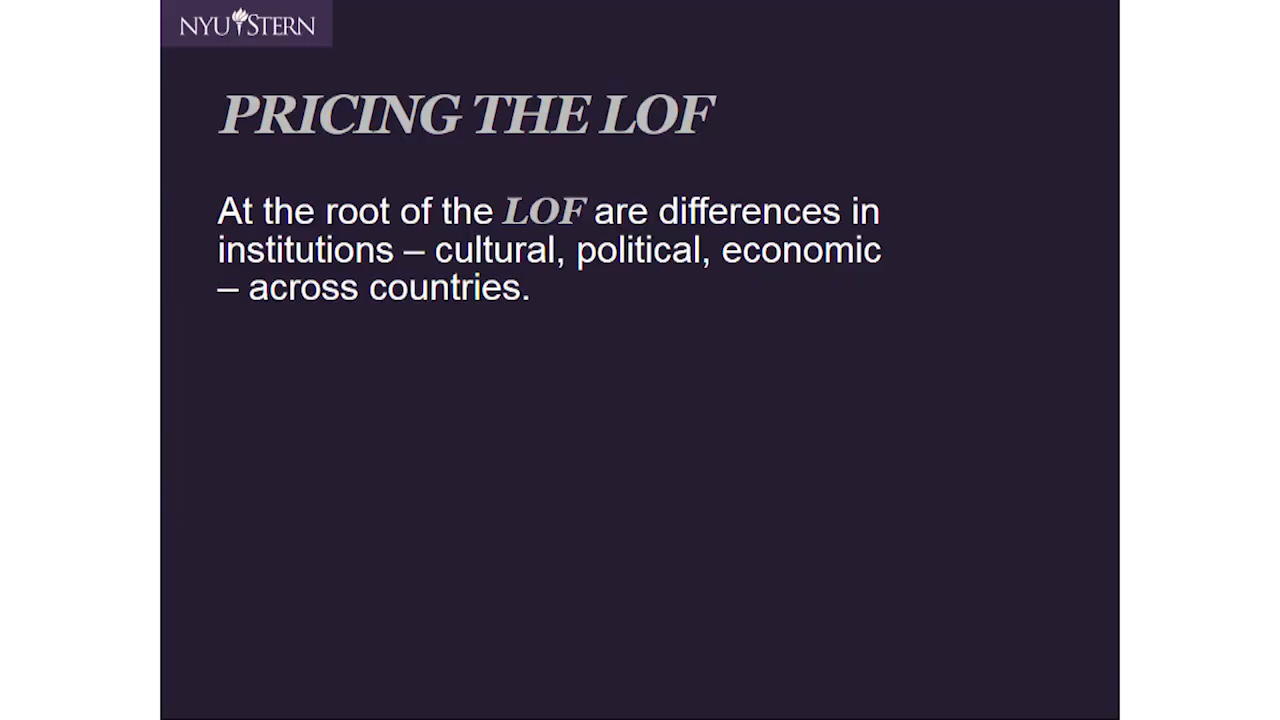 NYU STERN
PRICING THE LOF
At the root of the LOF are differences in
institutions – cultural, political, economic
– across countries.